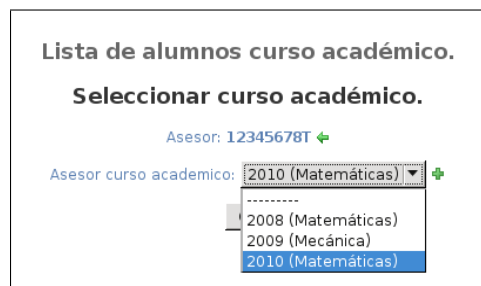 Lista de alumnos curso académico.
Seleccionar curso académico.
Asesor: 12345678T
Asesor curso academico: 2010 (Matemáticas)
---------
2008 (Matemáticas)
2009 (Mecánica)
2010 (Matemáticas)